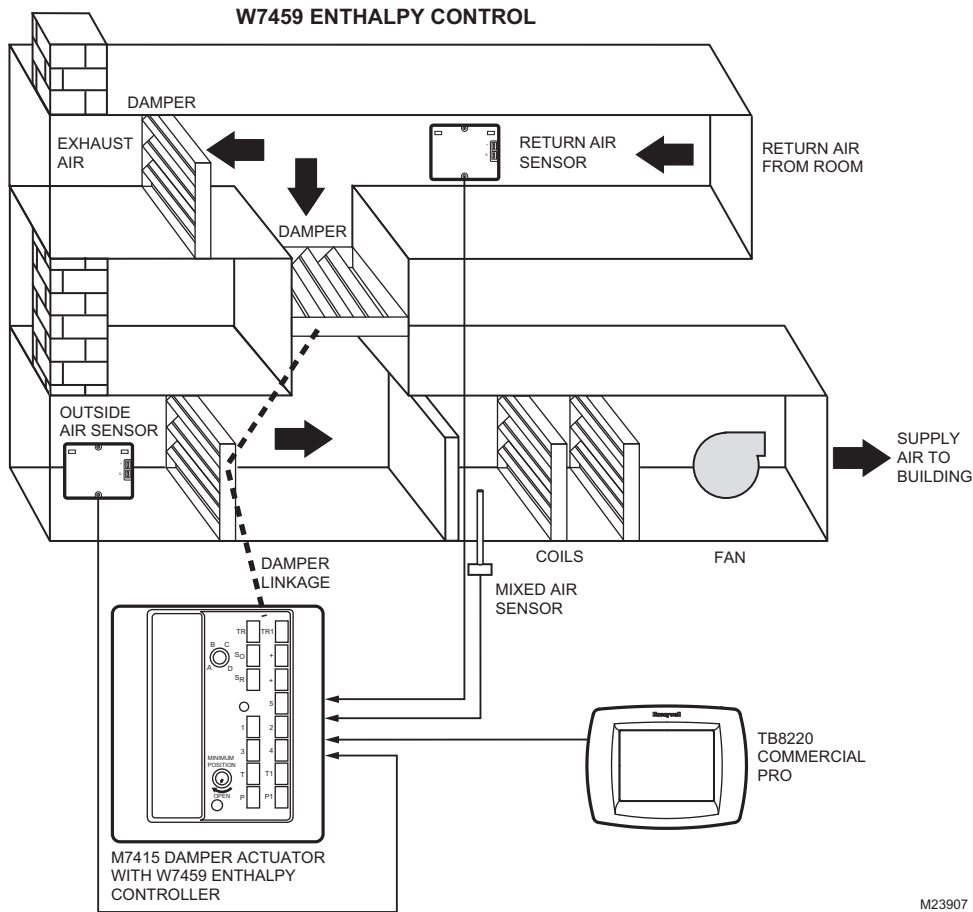 W7459 ENTHALPY CONTROL
DAMPER
EXHAUST
AIR
RETURN AIR
SENSOR
RETURN AIR
FROM ROOM
DAMPER
OUTSIDE
AIR SENSOR
SUPPLY
AIR TO
BUILDING
DAMPER
LINKAGE
COILS
FAN
MIXED AIR
SENSOR
TR TR1
B C
A D
SO +
SR +
5
1 2
3 4
MINIMUM
POSITION
T T1
OPEN
P P1
Honeywell
TB8220
COMMERCIAL
PRO
M7415 DAMPER ACTUATOR
WITH W7459 ENTHALPY
CONTROLLER
M23907